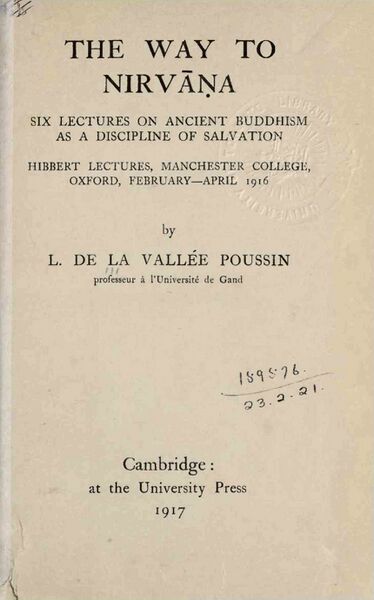 THE WAY TO
NIRVĀṆA
SIX LECTURES ON ANCIENT BUDDHISM
AS A DISCIPLINE OF SALVATION
HIBBERT LECTURES, MANCHESTER COLLEGE,
OXFORD, FEBRUARY—APRIL 1916
by
L. DE LA VALLÉE POUSSIN
professeur à l'Université de Gand
159576.
23.2.21.
Cambridge:
at the University Press
1917